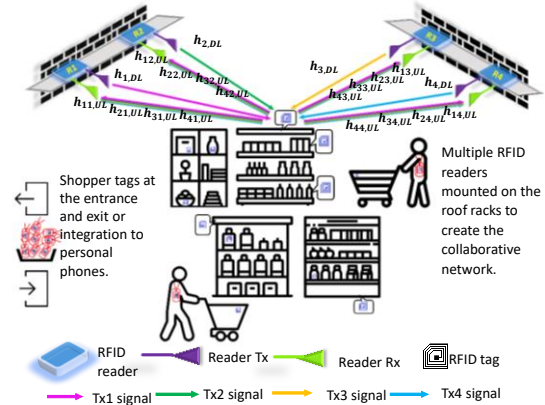 R2
R3
R1
R4
h2,DL
h12,UL
h22,UL
h32,UL
h42,UL
h1,DL
h11,UL
h21,UL
h31,UL
h41,UL
h3,DL
h13,UL
h23,UL
h33,UL
h43,UL
h4,DL
h14,UL
h24,UL
h34,UL
h44,UL
Shopper tags at
the entrance
and exit or
integration to
personal
phones.
Multiple RFID
readers
mounted on the
roof racks to
create the
collaborative
network.
RFID
reader
Reader Tx
Reader Rx
RFID tag
Tx1 signal
Tx2 signal
Tx3 signal
Tx4 signal